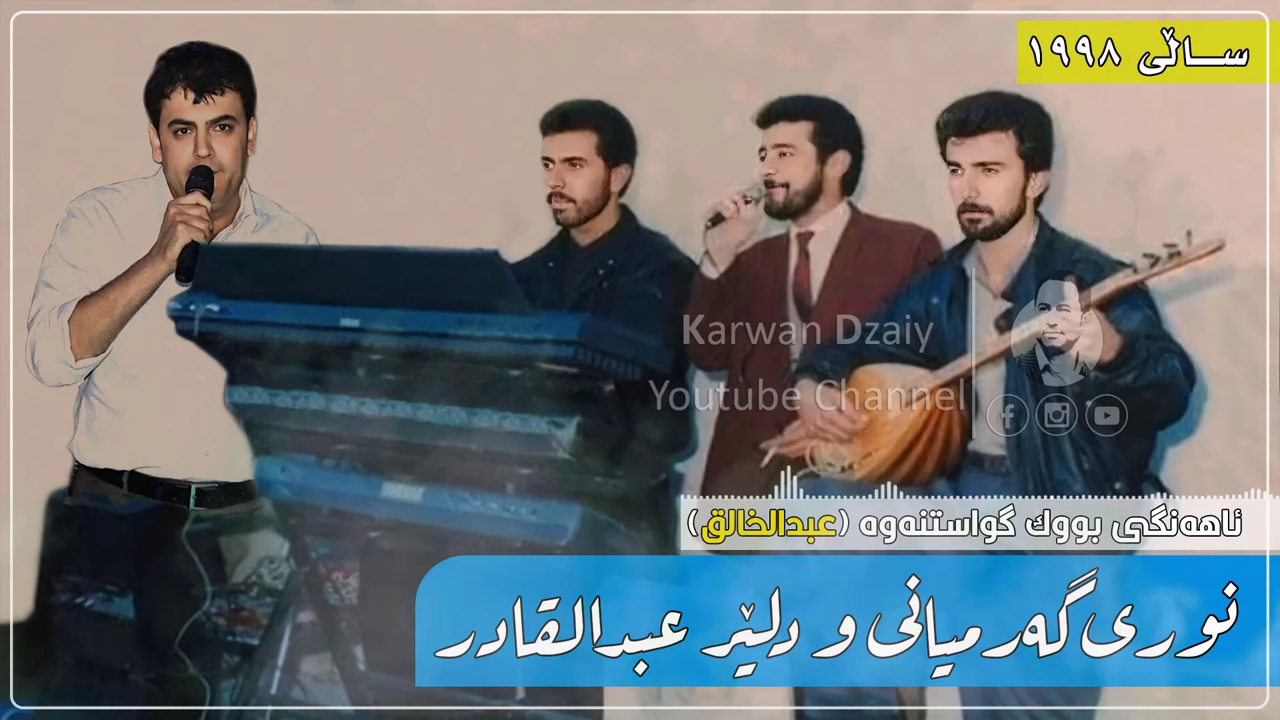 ساڵی ١٩٩٨
Karwan Dzaiy
Youtube Channel
ئاهەنگی بووك گواستنەوە (عبدالخالق)
نوری گەرمیانی و دلێر عبدالقادر